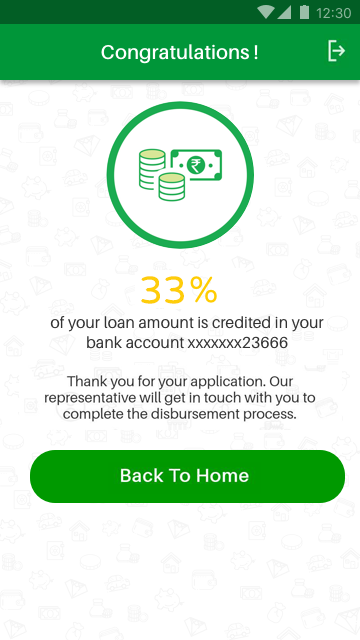 12:30
Congratulations !
₹
33%
of your loan amount is credited in your
bank account xxxxxxx23666
Thank you for your application. Our
representative will get in touch with you to
complete the disbursement process.
Back To Home